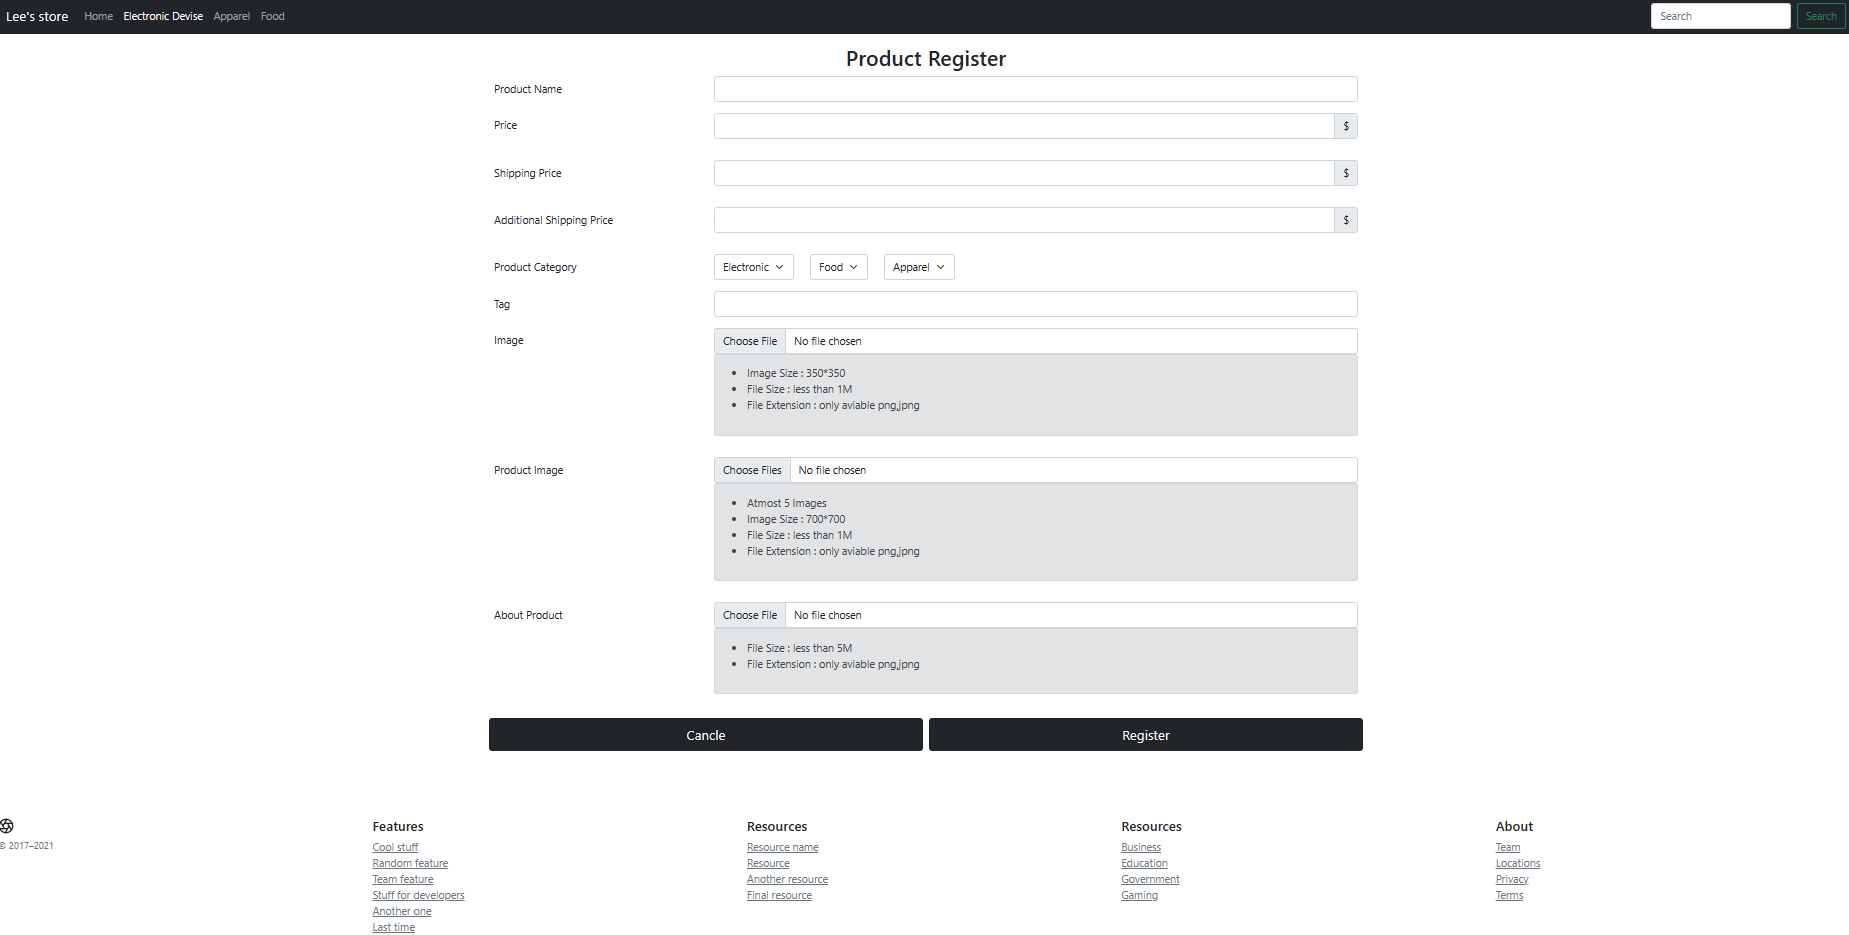 Lee's store Home Electronic Devise Apparel Food Search Search
Product Register
Product Name
Price $
Shipping Price $
Additional Shipping Price $
Product Category Electronic Food Apparel
Tag
Image Choose File No file chosen
Image Size : 350*350
File Size : less than 1M
File Extension : only aviable png,jpng
Product Image Choose Files No file chosen
Atmost 5 Images
Image Size : 700*700
File Size : less than 1M
File Extension : only aviable png,jpng
About Product Choose File No file chosen
File Size : less than 5M
File Extension : only aviable png,jpng
Cancle Register
© 2017–2021
Features
Cool stuff
Random feature
Team feature
Stuff for developers
Another one
Last time
Resources
Resource name
Resource
Another resource
Final resource
Resources
Business
Education
Government
Gaming
About
Team
Locations
Privacy
Terms